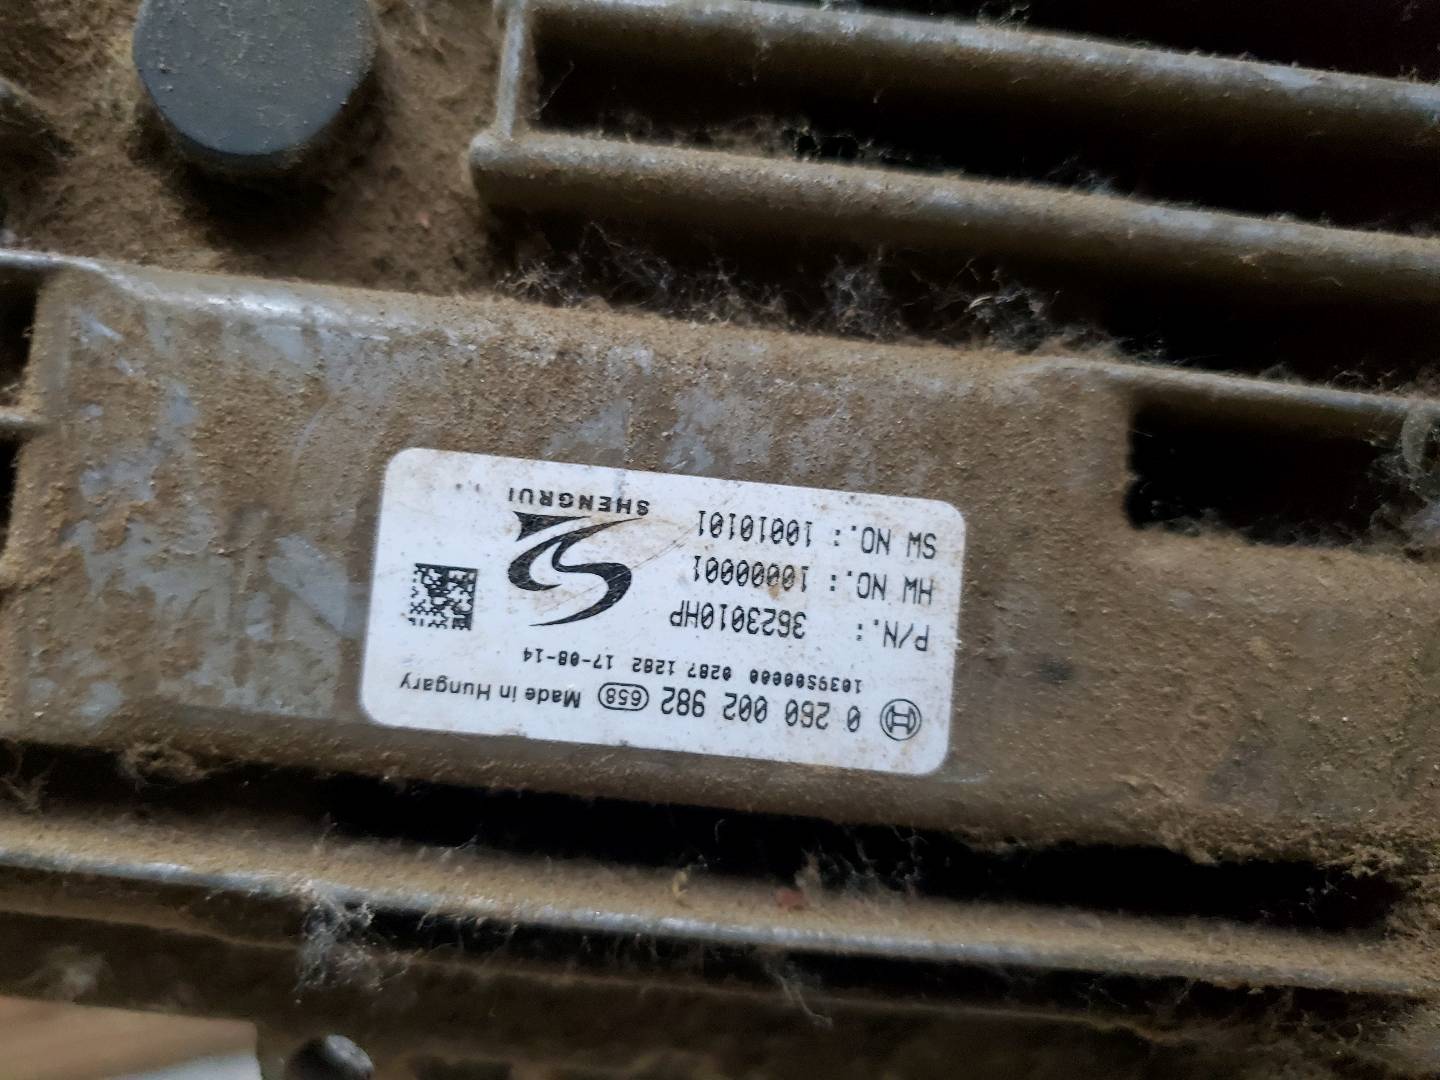 0 260 002 982 658 Made in Hungary
1039S00000 0287 1282 17-08-14
P/N.: 3623010HP
HW NO.: 10000001
SW NO.: 10010101
SHENGRUI